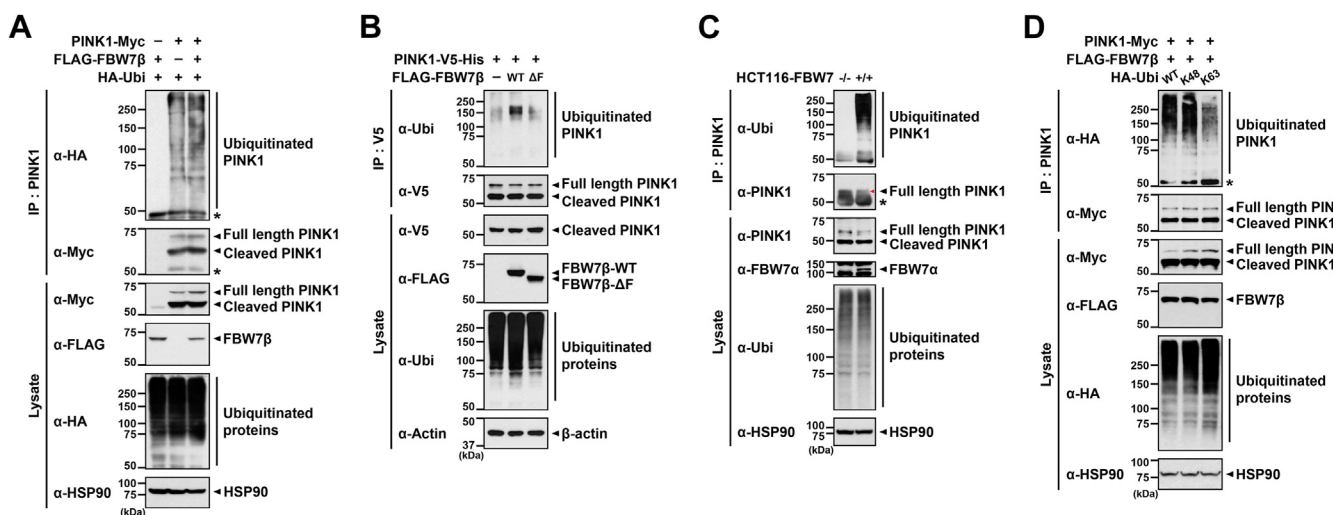 A
PINK1-Myc – + +
FLAG-FBW7β + – +
HA-Ubi + + +
IP : PINK1
α-HA
250
150
100
75
50
Ubiquitinated
PINK1
*
α-Myc
75
50
Full length PINK1
Cleaved PINK1
*
Lysate
α-Myc
75
50
Full length PINK1
Cleaved PINK1
α-FLAG
75
50
FBW7β
α-HA
250
150
100
75
50
Ubiquitinated
proteins
α-HSP90
100
75
HSP90
(kDa)
B
PINK1-V5-His + + +
FLAG-FBW7β – WT ΔF
IP : V5
α-Ubi
250
150
100
75
50
Ubiquitinated
PINK1
α-V5
75
50
Full length PINK1
Cleaved PINK1
Lysate
α-V5
50
Cleaved PINK1
α-FLAG
75
50
FBW7β-WT
FBW7β-ΔF
α-Ubi
250
150
100
75
50
Ubiquitinated
proteins
α-Actin
50
37
β-actin
(kDa)
C
HCT116-FBW7 -/- +/+
IP : PINK1
α-Ubi
250
150
100
75
50
Ubiquitinated
PINK1
α-PINK1
75
50
Full length PINK1
*
Lysate
α-PINK1
75
50
Full length PINK1
Cleaved PINK1
α-FBW7α
150
100
FBW7α
α-Ubi
250
150
100
75
50
Ubiquitinated
proteins
α-HSP90
100
75
HSP90
(kDa)
D
PINK1-Myc + + +
FLAG-FBW7β + + +
HA-Ubi WT K48 K63
IP : PINK1
α-HA
250
150
100
75
50
Ubiquitinated
PINK1
*
α-Myc
75
50
Full length PIN
Cleaved PINK1
Lysate
α-Myc
75
50
Full length PIN
Cleaved PINK1
α-FLAG
75
50
FBW7β
α-HA
250
150
100
75
50
Ubiquitinated
proteins
α-HSP90
100
75
HSP90
(kDa)